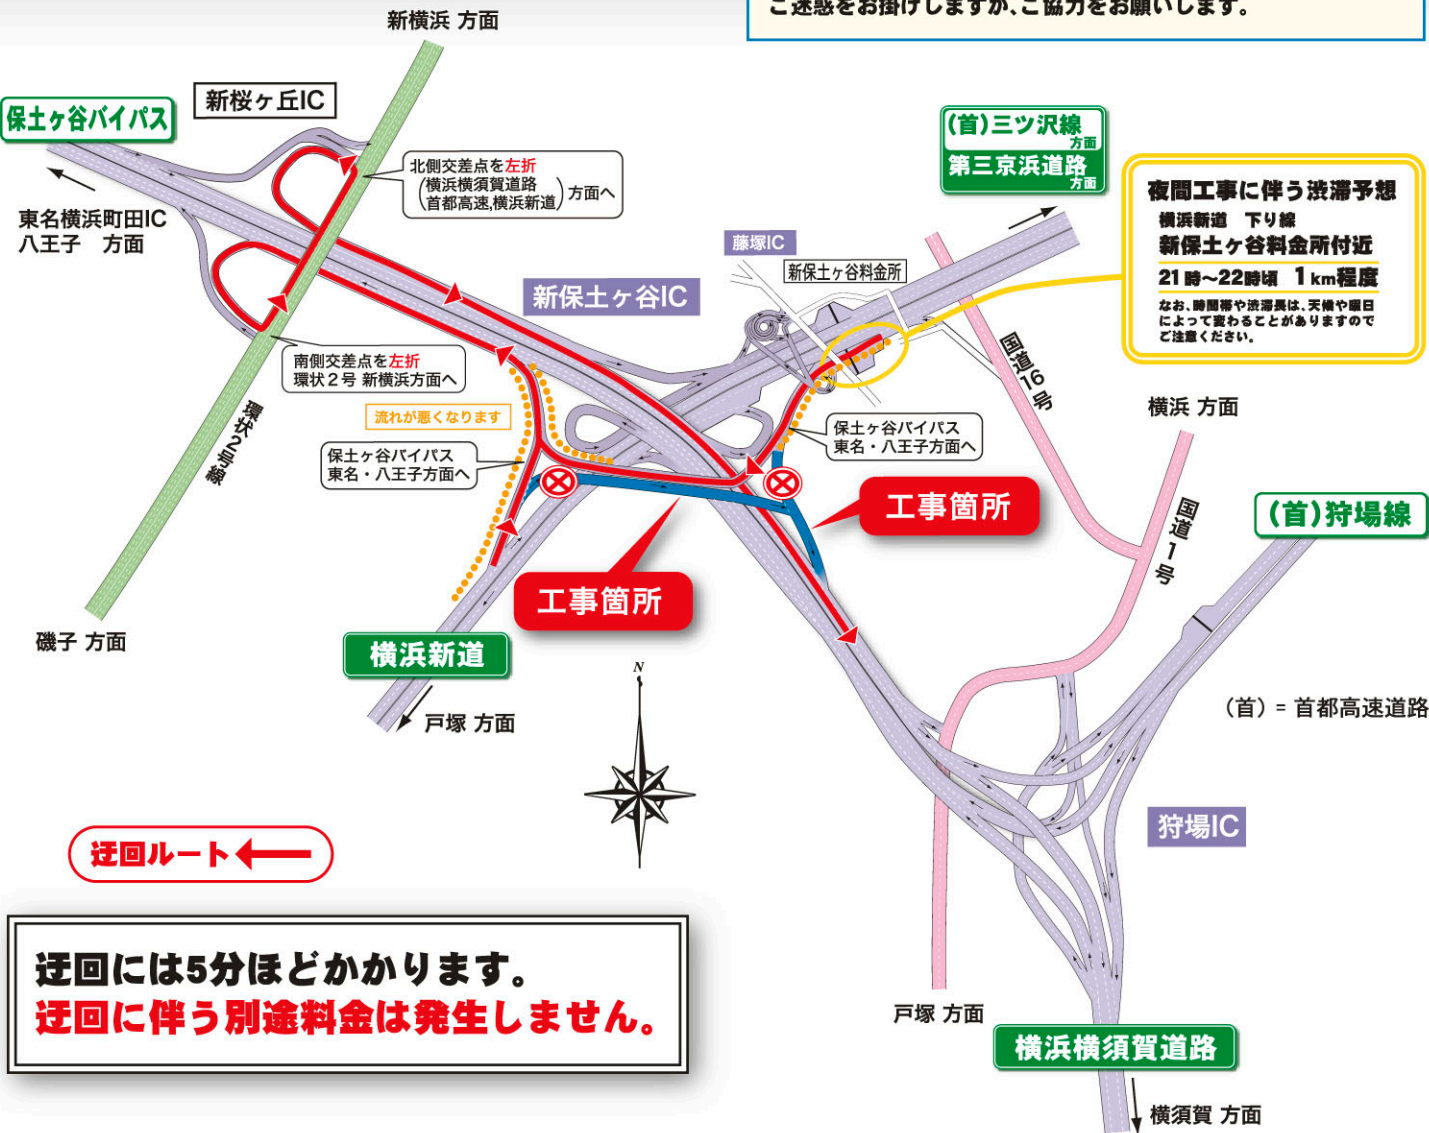 ご迷惑をお掛けしますが、ご協力をお願いします。
新横浜 方面
新桜ヶ丘IC
保土ヶ谷バイパス
東名横浜町田IC
八王子　方面
北側交差点を左折
(横浜横須賀道路
首都高速,横浜新道)方面へ
(首)三ツ沢線
方面
第三京浜道路
方面
夜間工事に伴う渋滞予想
横浜新道　下り線
新保土ヶ谷料金所付近
21時～22時頃　1km程度
なお、時間帯や渋滞長は、天候や曜日
によって変わることがありますので
ご注意ください。
藤塚IC
新保土ヶ谷料金所
新保土ヶ谷IC
国道16号
南側交差点を左折
環状２号 新横浜方面へ
流れが悪くなります
環状２号線
保土ヶ谷バイパス
東名・八王子方面へ
保土ヶ谷バイパス
東名・八王子方面へ
横浜 方面
国道１号
工事箇所
(首)狩場線
工事箇所
磯子 方面
横浜新道
戸塚 方面
N
(首) = 首都高速道路
狩場IC
迂回ルート
迂回には5分ほどかかります。
迂回に伴う別途料金は発生しません。
戸塚 方面
横浜横須賀道路
横須賀 方面